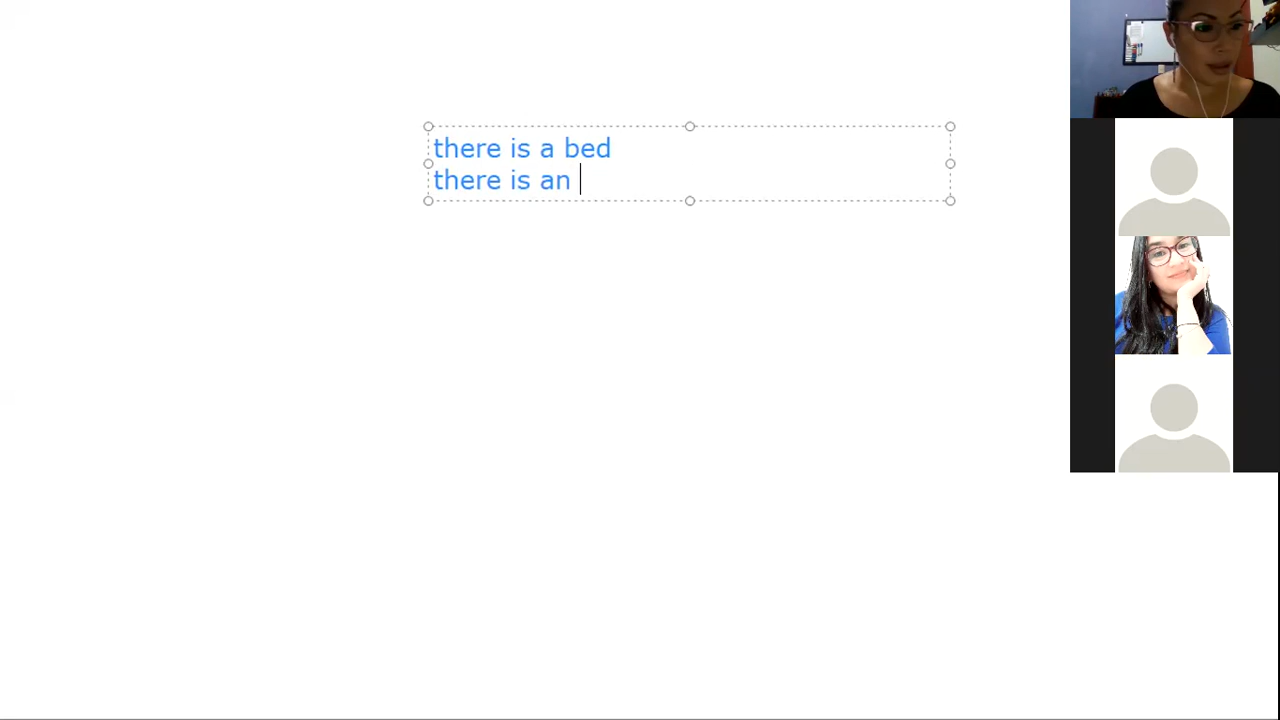 there is a bed
there is an